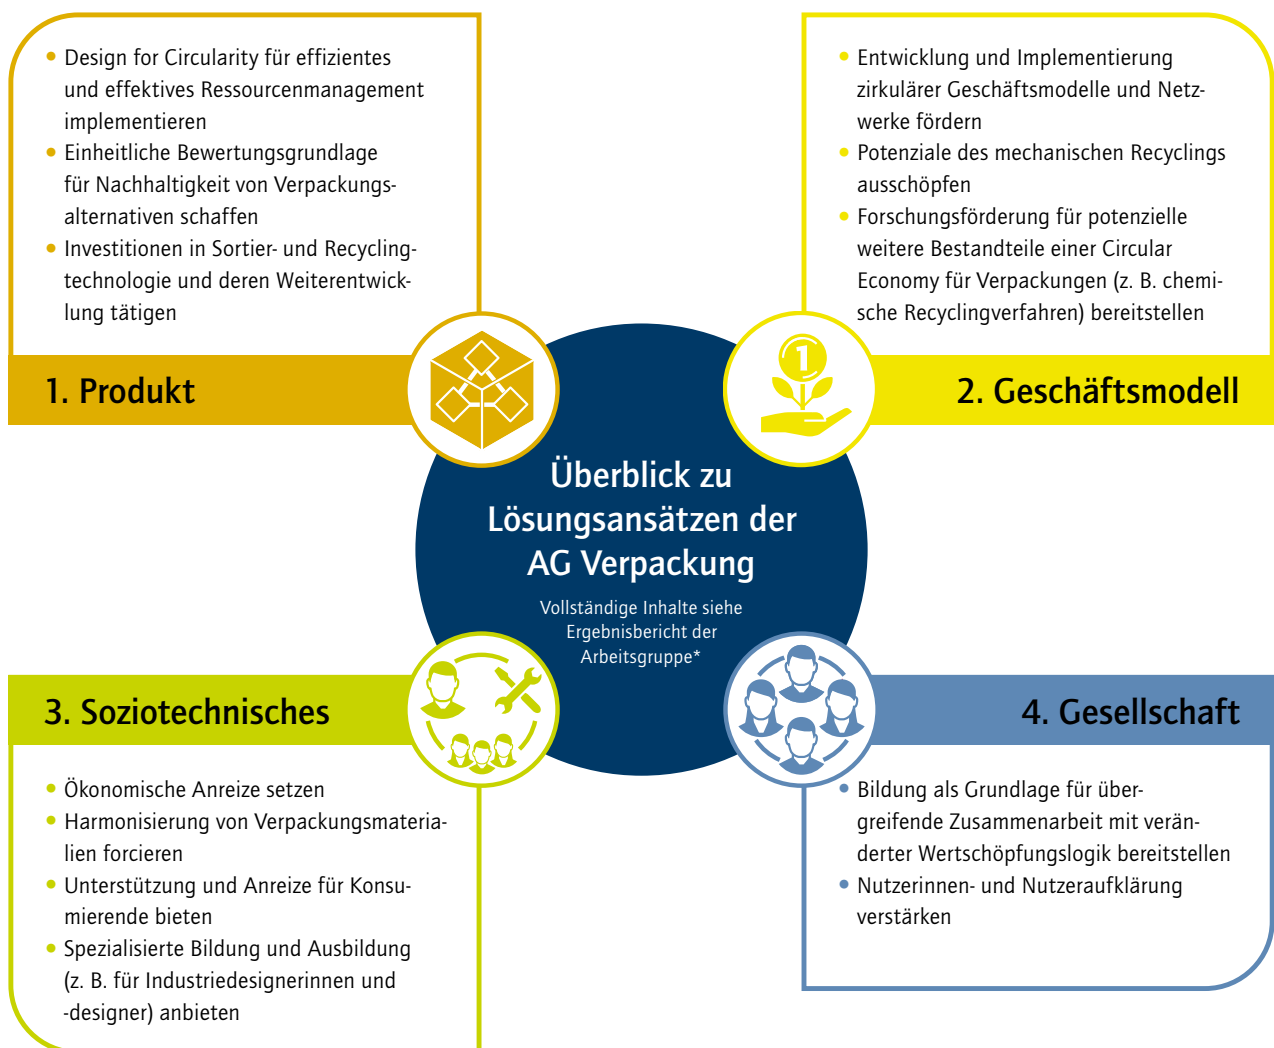 • Design for Circularity für effizientes
und effektives Ressourcenmanagement
implementieren
• Einheitliche Bewertungsgrundlage
für Nachhaltigkeit von Verpackungs-
alternativen schaffen
• Investitionen in Sortier- und Recycling-
technologie und deren Weiterentwick-
lung tätigen
1. Produkt
• Entwicklung und Implementierung
zirkulärer Geschäftsmodelle und Netz-
werke fördern
• Potenziale des mechanischen Recyclings
ausschöpfen
• Forschungsförderung für potenzielle
weitere Bestandteile einer Circular
Economy für Verpackungen (z. B. chemi-
sche Recyclingverfahren) bereitstellen
1
2. Geschäftsmodell
Überblick zu
Lösungsansätzen der
AG Verpackung
Vollständige Inhalte siehe
Ergebnisbericht der
Arbeitsgruppe*
3. Soziotechnisches
• Ökonomische Anreize setzen
• Harmonisierung von Verpackungsmateria-
lien forcieren
• Unterstützung und Anreize für Konsu-
mierende bieten
• Spezialisierte Bildung und Ausbildung
(z. B. für Industriedesignerinnen und
-designer) anbieten
4. Gesellschaft
• Bildung als Grundlage für über-
greifende Zusammenarbeit mit verän-
derter Wertschöpfungslogik bereitstellen
• Nutzerinnen- und Nutzeraufklärung
verstärken